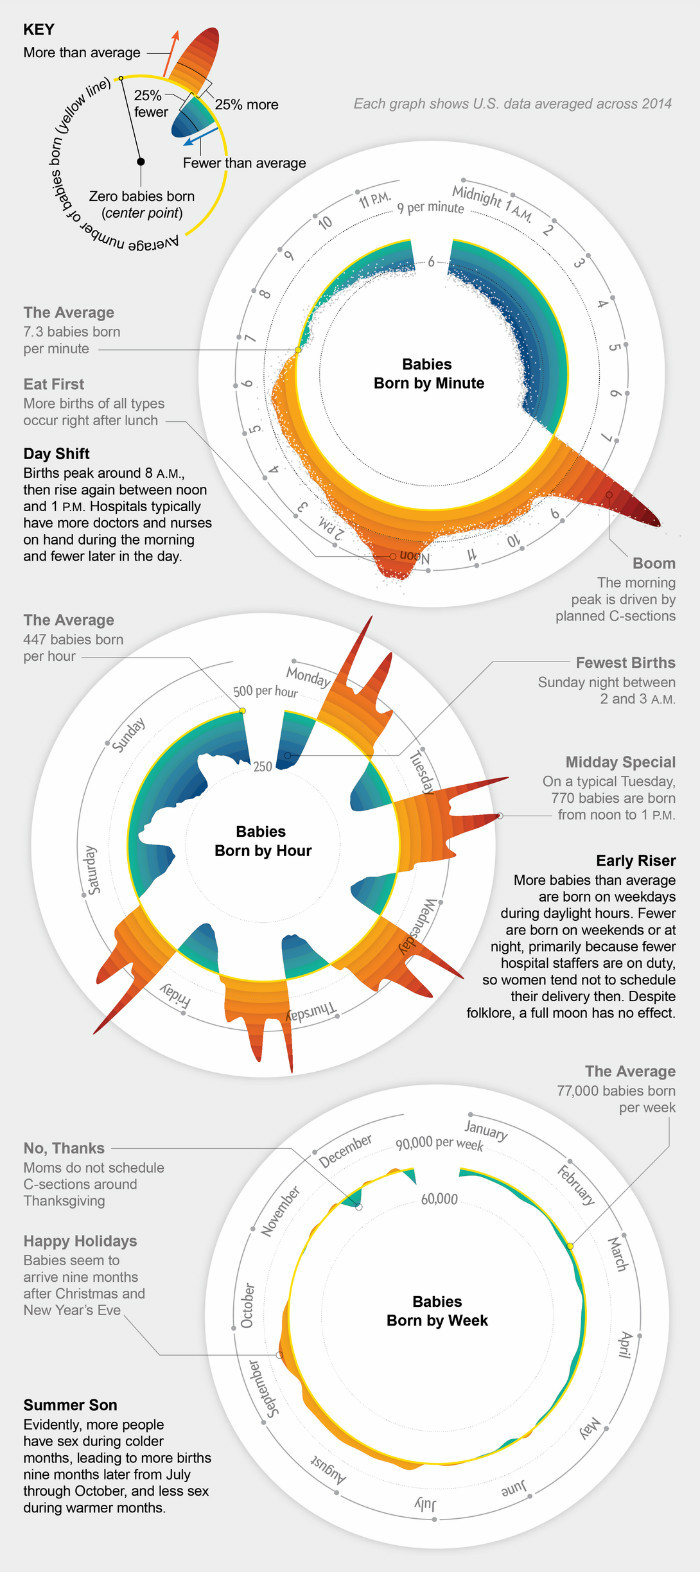 KEY
More than average
25%
fewer
25% more
Fewer than average
Zero babies born
(center point)
Average number of babies born (yellow line)
Each graph shows U.S. data averaged across 2014
Midnight
1 A.M.
2
3
4
5
6
7
9
10
11
Noon
2 P.M.
3
4
5
6
7
8
9
10
11 P.M.
9 per minute
6
Babies
Born by Minute
The Average
7.3 babies born
per minute
Eat First
More births of all types
occur right after lunch
Day Shift
Births peak around 8 A.M.,
then rise again between noon
and 1 P.M. Hospitals typically
have more doctors and nurses
on hand during the morning
and fewer later in the day.
Boom
The morning
peak is driven by
planned C-sections
The Average
447 babies born
per hour
500 per hour
250
Monday
Tuesday
Wednesday
Thursday
Friday
Saturday
Sunday
Babies
Born by Hour
Fewest Births
Sunday night between
2 and 3 A.M.
Midday Special
On a typical Tuesday,
770 babies are born
from noon to 1 P.M.
Early Riser
More babies than average
are born on weekdays
during daylight hours. Fewer
are born on weekends or at
night, primarily because fewer
hospital staffers are on duty,
so women tend not to schedule
their delivery then. Despite
folklore, a full moon has no effect.
The Average
77,000 babies born
per week
90,000 per week
60,000
January
February
March
April
May
June
July
August
September
October
November
December
Babies
Born by Week
No, Thanks
Moms do not schedule
C-sections around
Thanksgiving
Happy Holidays
Babies seem to
arrive nine months
after Christmas and
New Year's Eve
Summer Son
Evidently, more people
have sex during colder
months, leading to more births
nine months later from July
through October, and less sex
during warmer months.